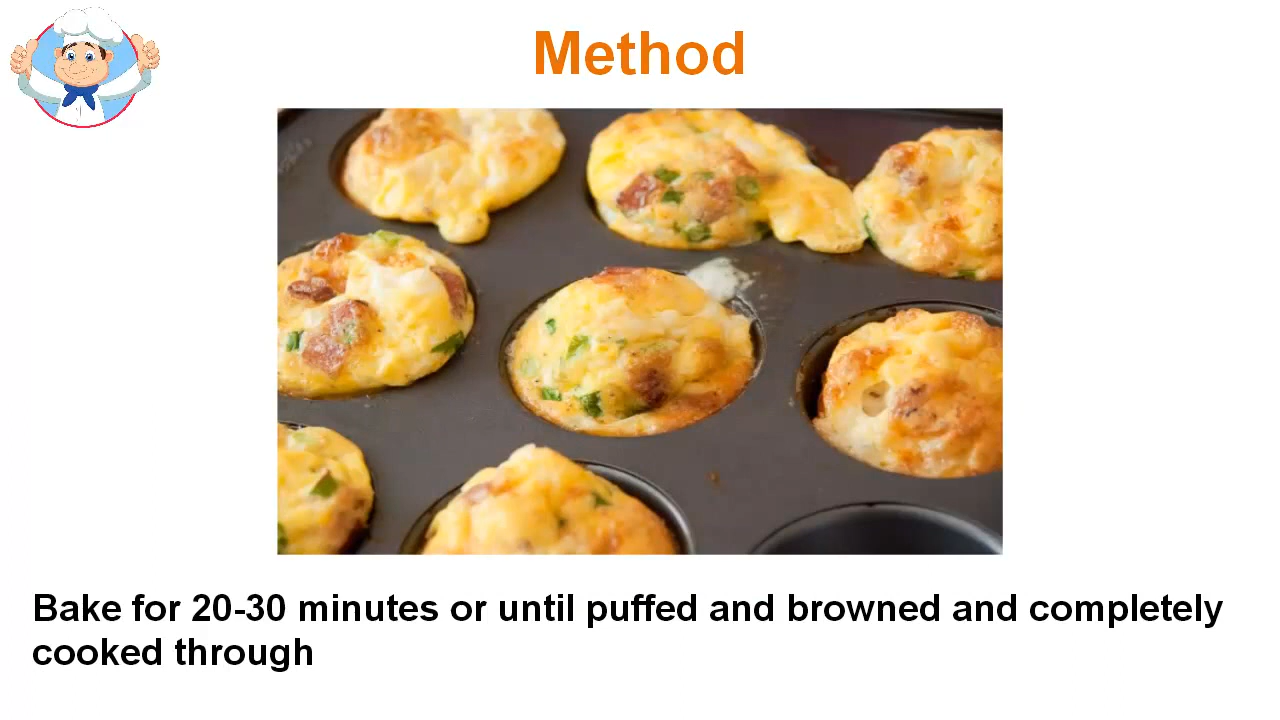 Method
Bake for 20-30 minutes or until puffed and browned and completely
cooked through